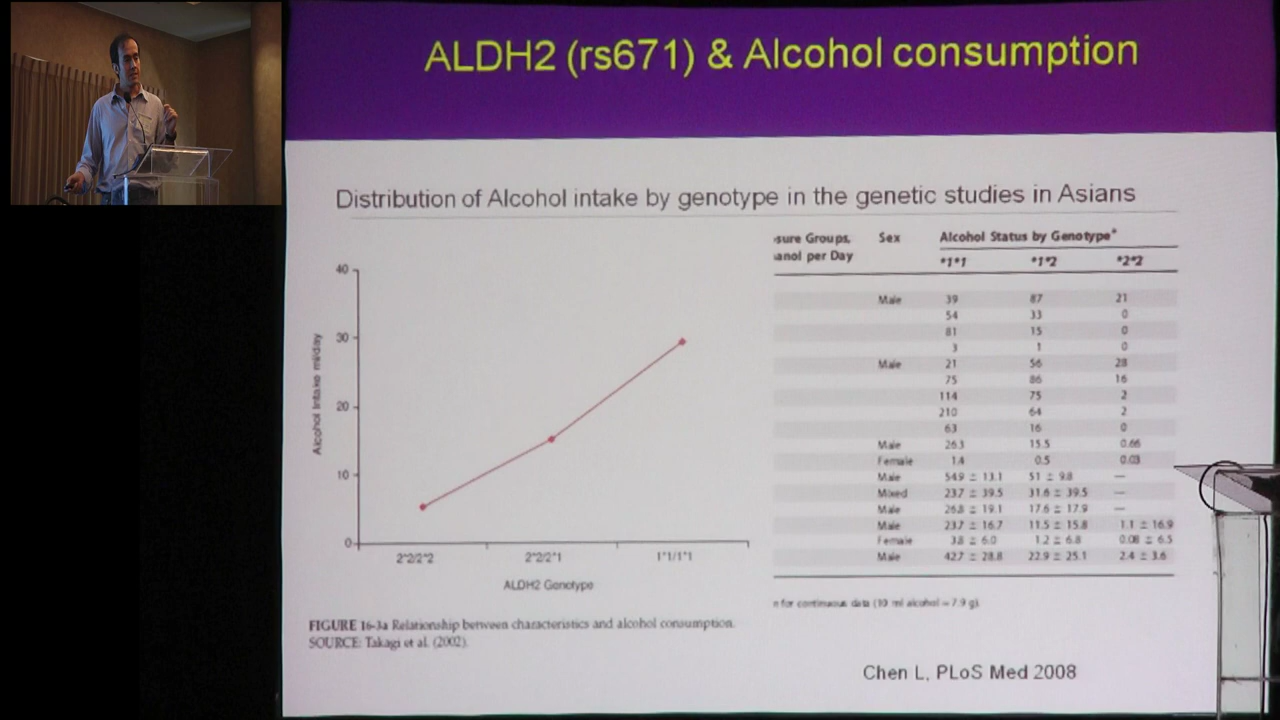 ALDH2 (rs671) & Alcohol consumption
Distribution of Alcohol intake by genotype in the genetic studies in Asians
40
30
20
10
0
Alcohol Intake ml/day
2*2/2*2
2*2/2*1
1*1/1*1
ALDH2 Genotype
FIGURE 16-3a Relationship between characteristics and alcohol consumption.
SOURCE: Takagi et al. (2002).
sure Groups, Sex Alcohol Status by Genotype*
anol per Day *1*1 *1*2 *2*2
Male 39 87 21
54 33 0
81 15 0
3 1 0
Male 21 56 28
75 86 16
114 75 2
210 64 2
63 16 0
Male 26.3 15.5 0.66
Female 1.4 0.5 0.03
Male 54.9 ± 13.1 51 ± 9.8 —
Mixed 23.7 ± 39.5 31.6 ± 39.5 —
Male 26.8 ± 19.1 17.6 ± 17.9 —
Male 23.7 ± 16.7 11.5 ± 15.8 1.1 ± 16.9
Female 3.8 ± 6.0 1.2 ± 6.8 0.08 ± 6.5
Male 42.7 ± 28.8 22.9 ± 25.1 2.4 ± 3.6
n for continuous data (10 ml alcohol = 7.9 g).
Chen L, PLoS Med 2008